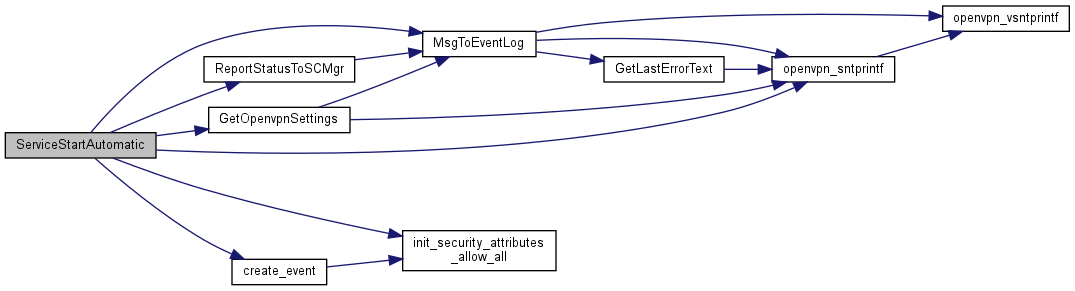 openvpn_vsntprintf
MsgToEventLog
ReportStatusToSCMgr
GetLastErrorText
openvpn_sntprintf
GetOpenvpnSettings
ServiceStartAutomatic
init_security_attributes
_allow_all
create_event